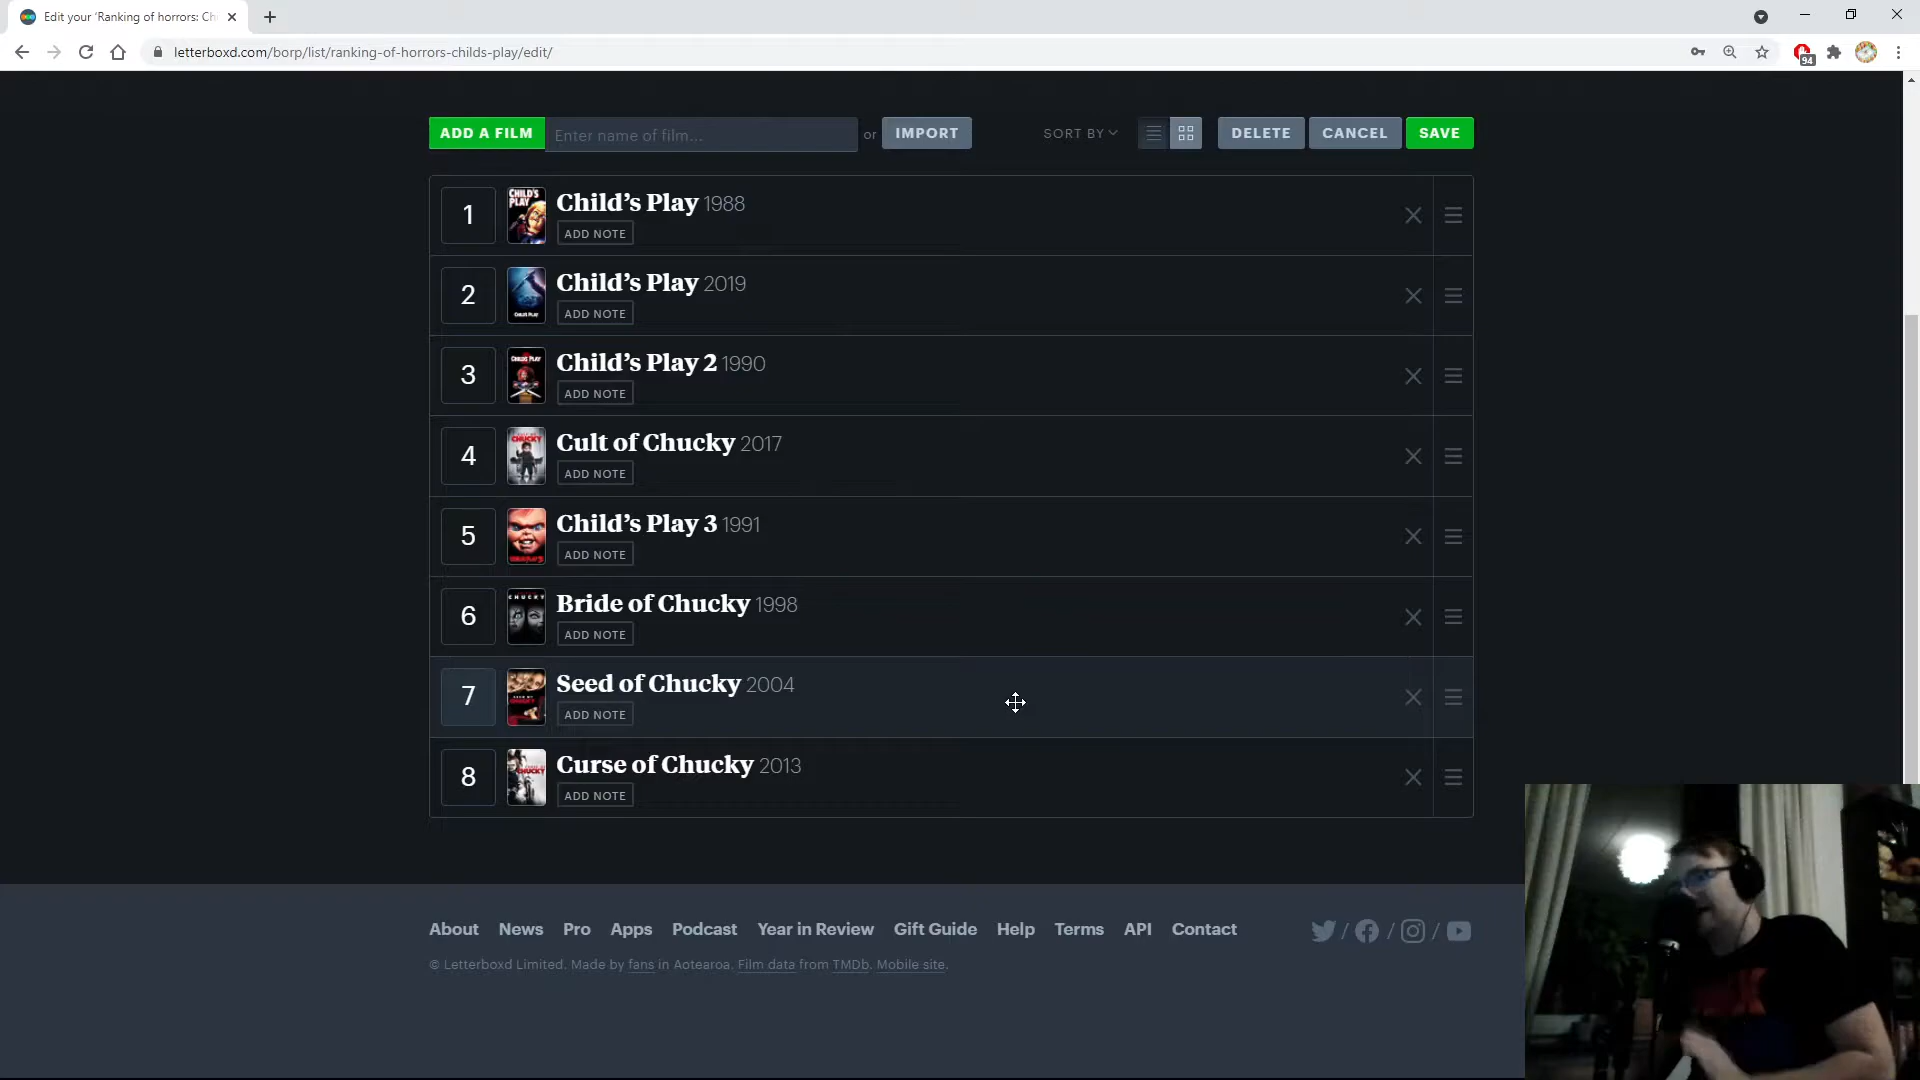 Edit your 'Ranking of horrors: Ch
letterboxd.com/borp/list/ranking-of-horrors-childs-play/edit/
94
ADD A FILM Enter name of film... or IMPORT SORT BY DELETE CANCEL SAVE
1 Child’s Play 1988
ADD NOTE
2 Child’s Play 2019
ADD NOTE
3 Child’s Play 2 1990
ADD NOTE
4 Cult of Chucky 2017
ADD NOTE
5 Child’s Play 3 1991
ADD NOTE
6 Bride of Chucky 1998
ADD NOTE
7 Seed of Chucky 2004
ADD NOTE
8 Curse of Chucky 2013
ADD NOTE
About News Pro Apps Podcast Year in Review Gift Guide Help Terms API Contact / / /
© Letterboxd Limited. Made by fans in Aotearoa. Film data from TMDb. Mobile site.